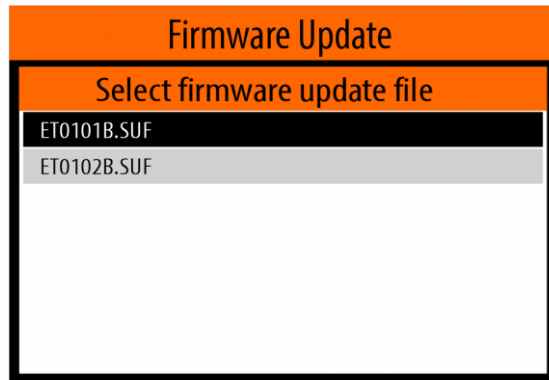 Firmware Update
Select firmware update file
ET0101B.SUF
ET0102B.SUF